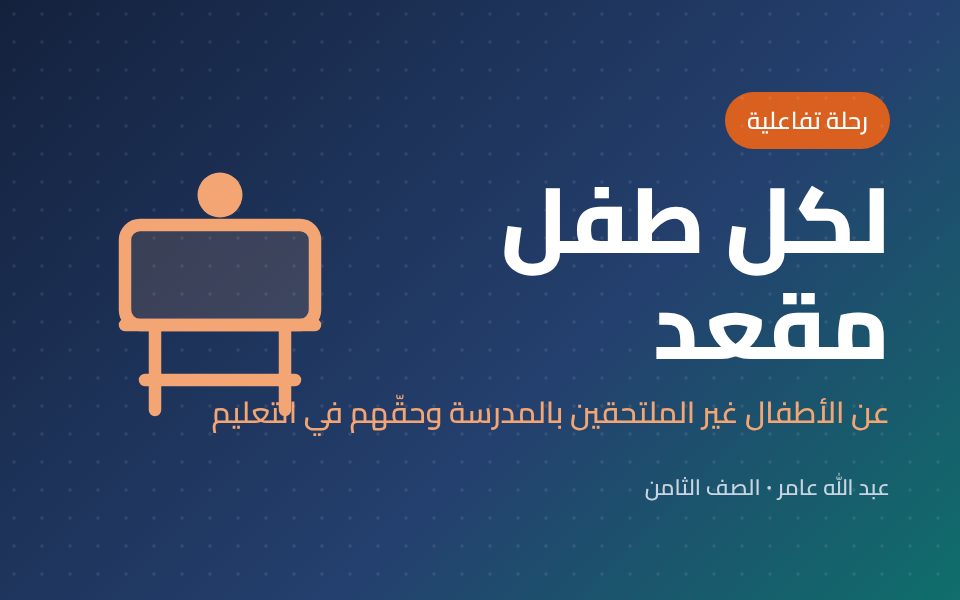 رحلة تفاعلية
لكل طفل
مقعد
عن الأطفال غير الملتحقين بالمدرسة وحقّهم في التعليم
عبد الله عامر · الصف الثامن